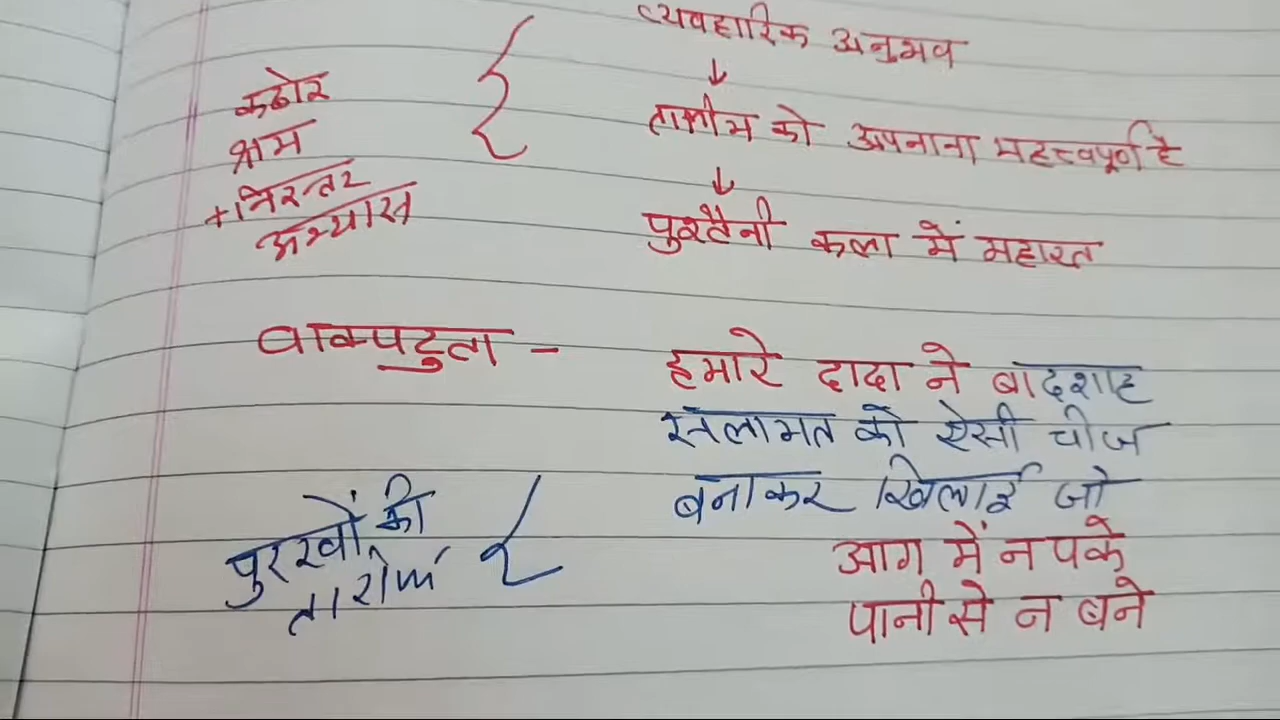 व्यवहारिक अनुभव
↓
तालीम को अपनाना महत्त्वपूर्ण है
↓
पुश्तैनी कला में महारत
कठोर
श्रम
+निरन्तर
अभ्यास
वाक्पटुता - हमारे दादा ने बादशाह
सलामत को ऐसी चीज
बनाकर खिलाई जो
आग में न पके
पानी से न बने
पुरखों की